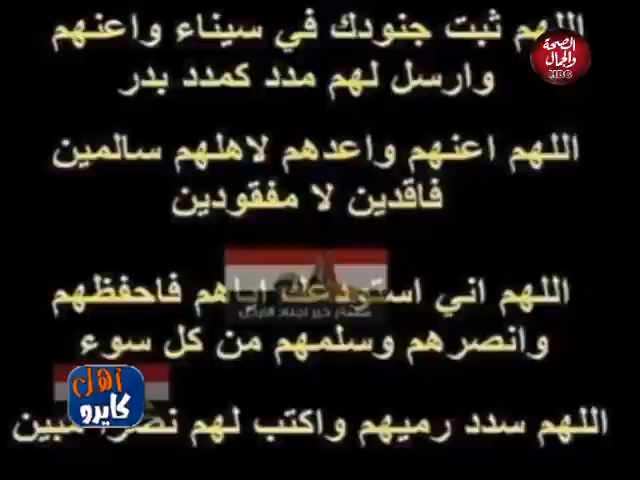 اللهم ثبت جنودك في سيناء واعنهم
وارسل لهم مدد كمدد بدر
الصحة
والجمال
HBC
اللهم اعنهم واعدهم لاهلهم سالمين
فاقدين لا مفقودين
اللهم اني استودعك اياهم فاحفظهم
وانصرهم وسلمهم من كل سوء
أهل
كايرو
اللهم سدد رميهم واكتب لهم نصرا مبين